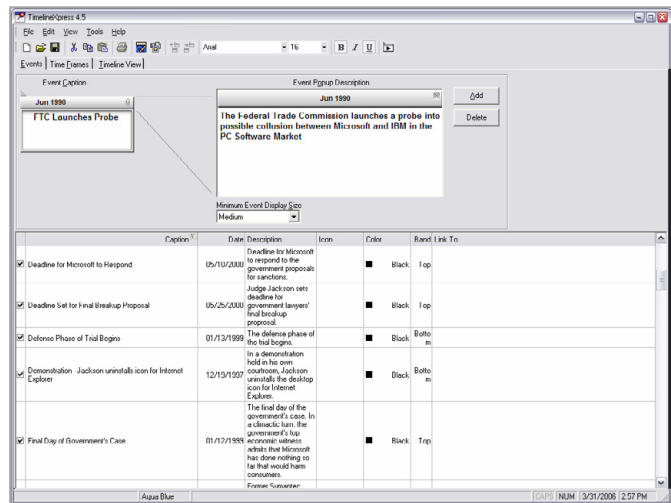 TimelineXpress 4.5
File Edit View Tools Help
Arial 16 B I U
Events Time Frames Timeline View
Event Caption
Event Popup Description
Jun 1990
FTC Launches Probe
Jun 1990
The Federal Trade Commission launches a probe into
possible collusion between Microsoft and IBM in the
PC Software Market
Add
Delete
Minimum Event Display Size
Medium
Caption Date Description Icon Color Band Link To
Deadline for Microsoft to Respond 05/10/2000 Deadline for Microsoft
to respond to the
government proposals
for sanctions. Black Top
Deadline Set for Final Breakup Proposal 05/25/2000 Judge Jackson sets
deadline for
government lawyers'
final breakup
proprosal. Black Top
Defense Phase of Trial Begins 01/13/1999 The defense phase of
the trial begins. Black Botto
m
Demonstration - Jackson uninstalls icon for Internet
Explorer 12/19/1997 In a demonstration
held in his own
courtroom, Jackson
uninstalls the desktop
icon for Internet
Explorer. Black Botto
m
Final Day of Government's Case 01/12/1999 The final day of the
government's case. In
a climactic turn, the
government's top
economic witness
admits that Microsoft
has done nothing so
far that would harm
consumers. Black Top
Former Symantec
Aqua Blue CAPS NUM 3/31/2006 2:57 PM